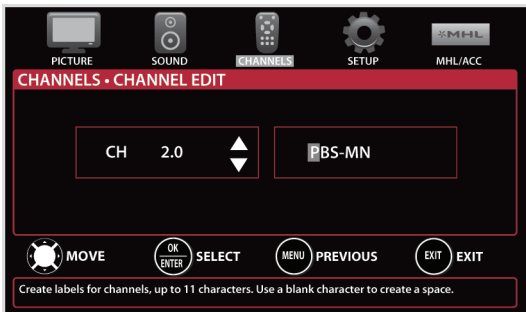 MHL
PICTURE SOUND CHANNELS SETUP MHL/ACC
CHANNELS • CHANNEL EDIT
CH 2.0 PBS-MN
MOVE OK ENTER SELECT MENU PREVIOUS EXIT EXIT
Create labels for channels, up to 11 characters. Use a blank character to create a space.